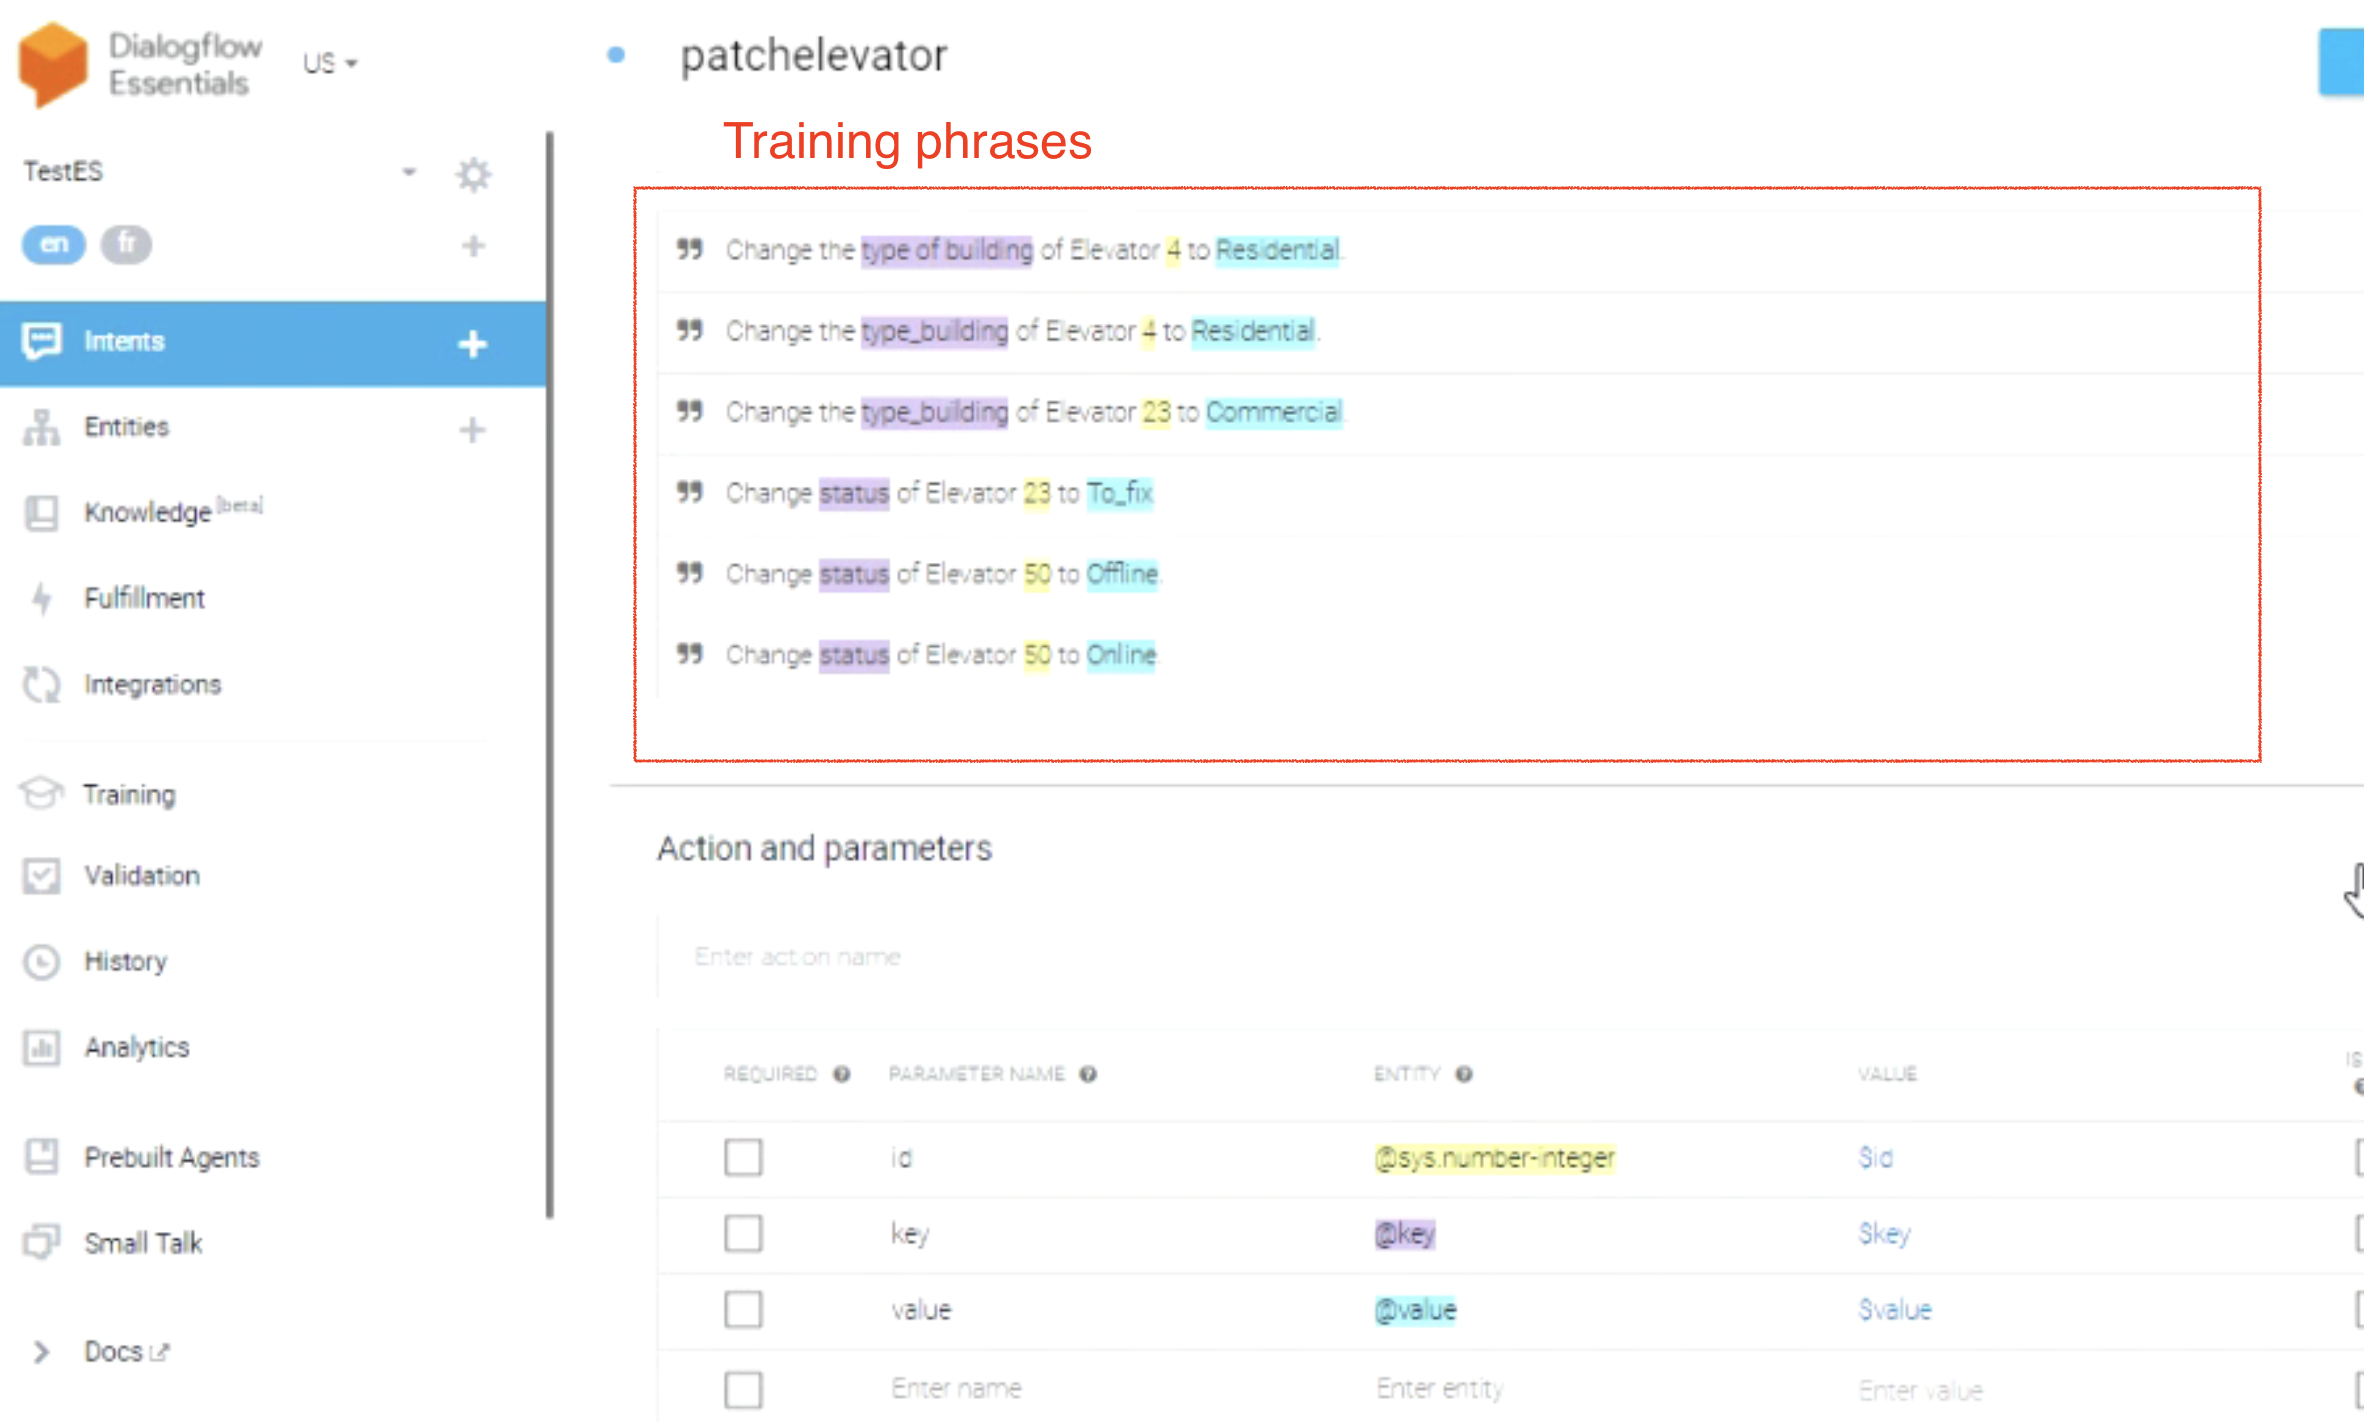 Dialogflow
Essentials
US
TestES
en fr
Intents
Entities
Knowledge [beta]
Fulfillment
Integrations
Training
Validation
History
Analytics
Prebuilt Agents
Small Talk
Docs
patchelevator
Training phrases
Change the type of building of Elevator 4 to Residential.
Change the type_building of Elevator 4 to Residential.
Change the type_building of Elevator 23 to Commercial.
Change status of Elevator 23 to To_fix
Change status of Elevator 50 to Offline.
Change status of Elevator 50 to Online.
Action and parameters
Enter action name
REQUIRED PARAMETER NAME ENTITY VALUE IS
id @sys.number-integer $id
key @key $key
value @value $value
Enter name Enter entity Enter value